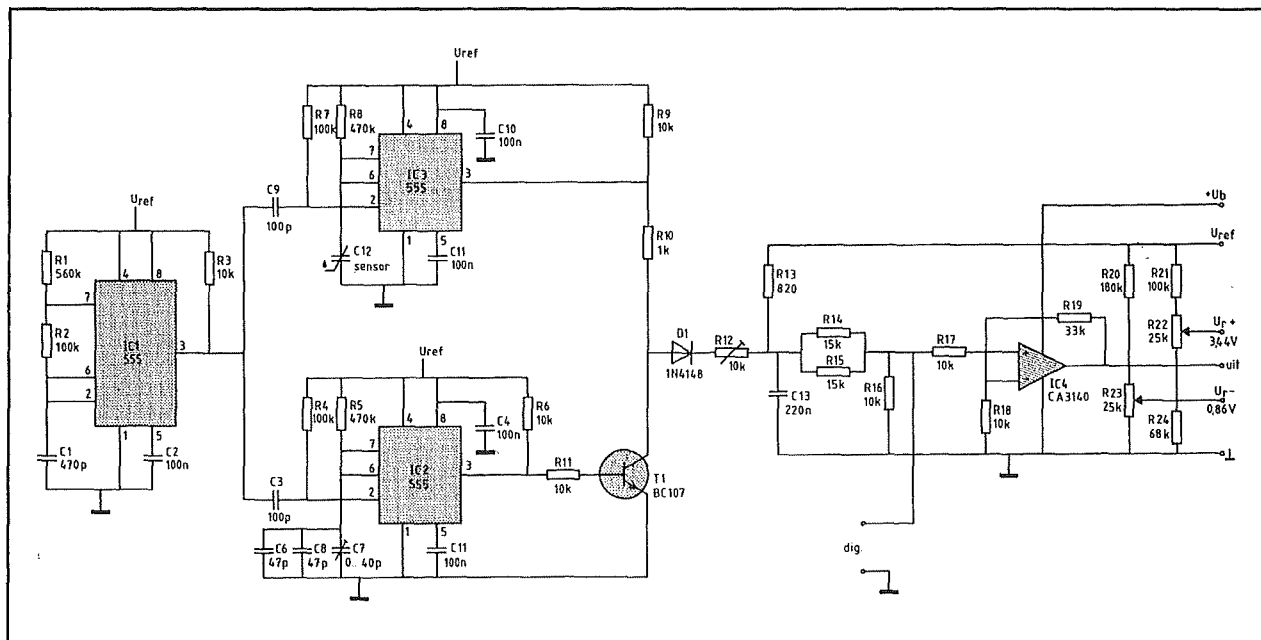 Uref
R1
560k
R2
100k
7
6
2
4
8
IC1
555
3
1
5
C1
470p
C2
100n
R3
10k
C9
100p
C3
100p
Uref
R7
100k
R8
470k
4
8
C10
100n
7
6
2
IC3
555
3
1
5
C12
sensor
C11
100n
R9
10k
R10
1k
Uref
R4
100k
R5
470k
4
8
C4
100n
R6
10k
7
6
2
IC2
555
3
1
5
C6
47p
C8
47p
C7
0...40p
C11
100n
R11
10k
T1
BC107
D1
1N4148
R12
10k
R13
820
C13
220n
R14
15k
R15
15k
R16
10k
R17
10k
R18
10k
R19
33k
+
-
IC4
CA3140
dig.
R20
180k
R21
100k
R22
25k
R23
25k
R24
68k
+Ub
Uref
Ur+
3,44V
uit
Ur-
0,86V
⊥